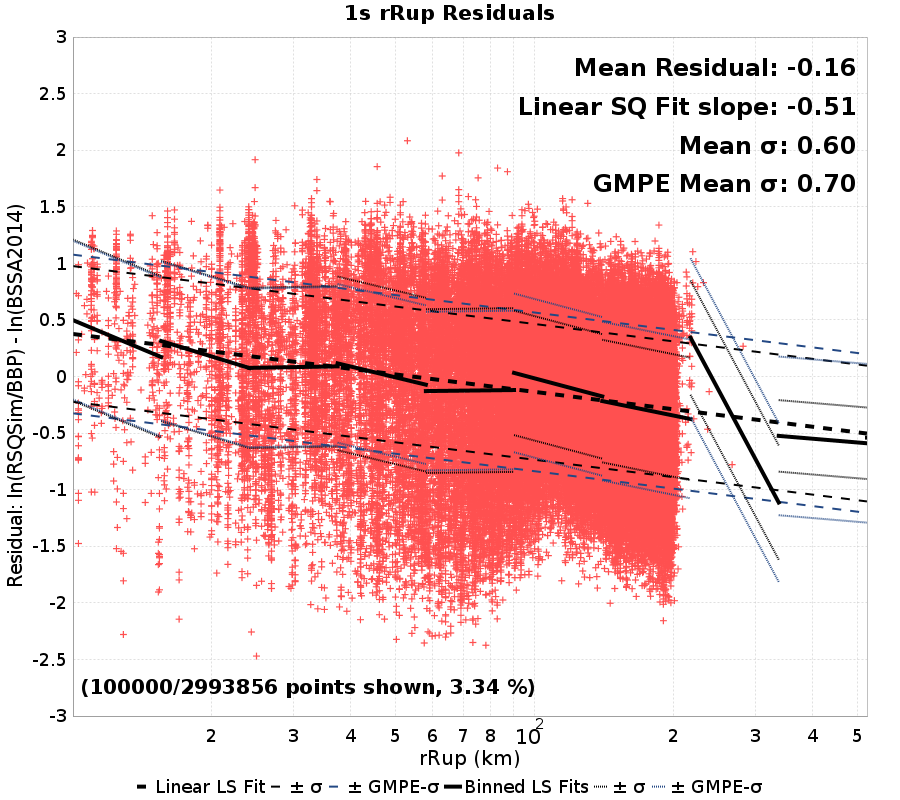 1s rRup Residuals
Mean Residual: -0.16
Linear SQ Fit slope: -0.51
Mean σ: 0.60
GMPE Mean σ: 0.70
3
2.5
2
1.5
1
0.5
0
-0.5
-1
-1.5
-2
-2.5
-3
Residual: ln(RSQSim/BBP) - ln(BSSA2014)
(100000/2993856 points shown, 3.34 %)
2 3 4 5 6 7 8 10² 2 3 4 5
rRup (km)
Linear LS Fit ± σ ± GMPE-σ Binned LS Fits ± σ ± GMPE-σ